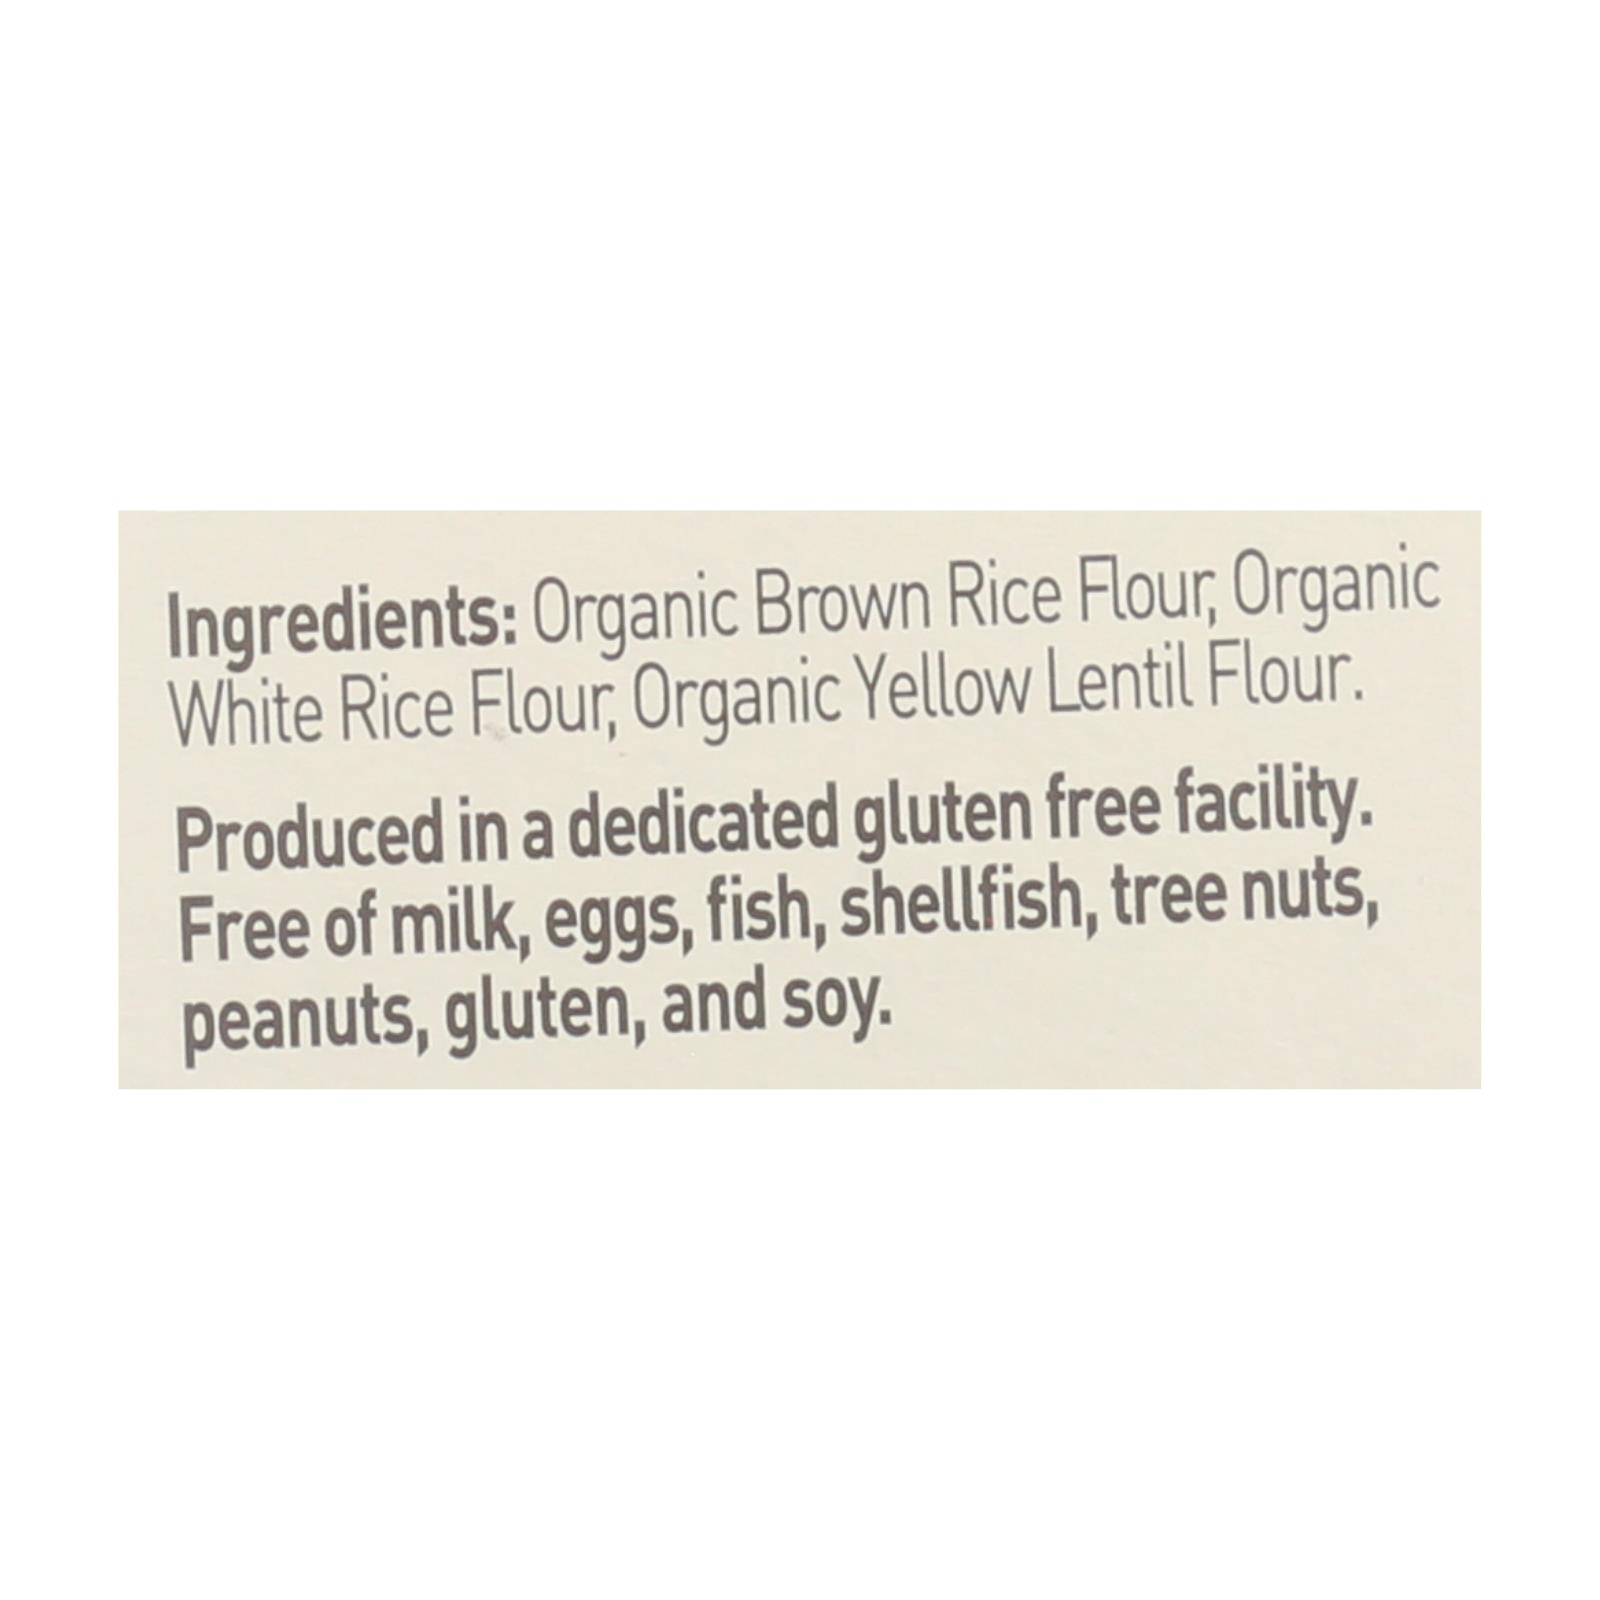 Ingredients: Organic Brown Rice Flour, Organic
White Rice Flour, Organic Yellow Lentil Flour.
Produced in a dedicated gluten free facility.
Free of milk, eggs, fish, shellfish, tree nuts,
peanuts, gluten, and soy.